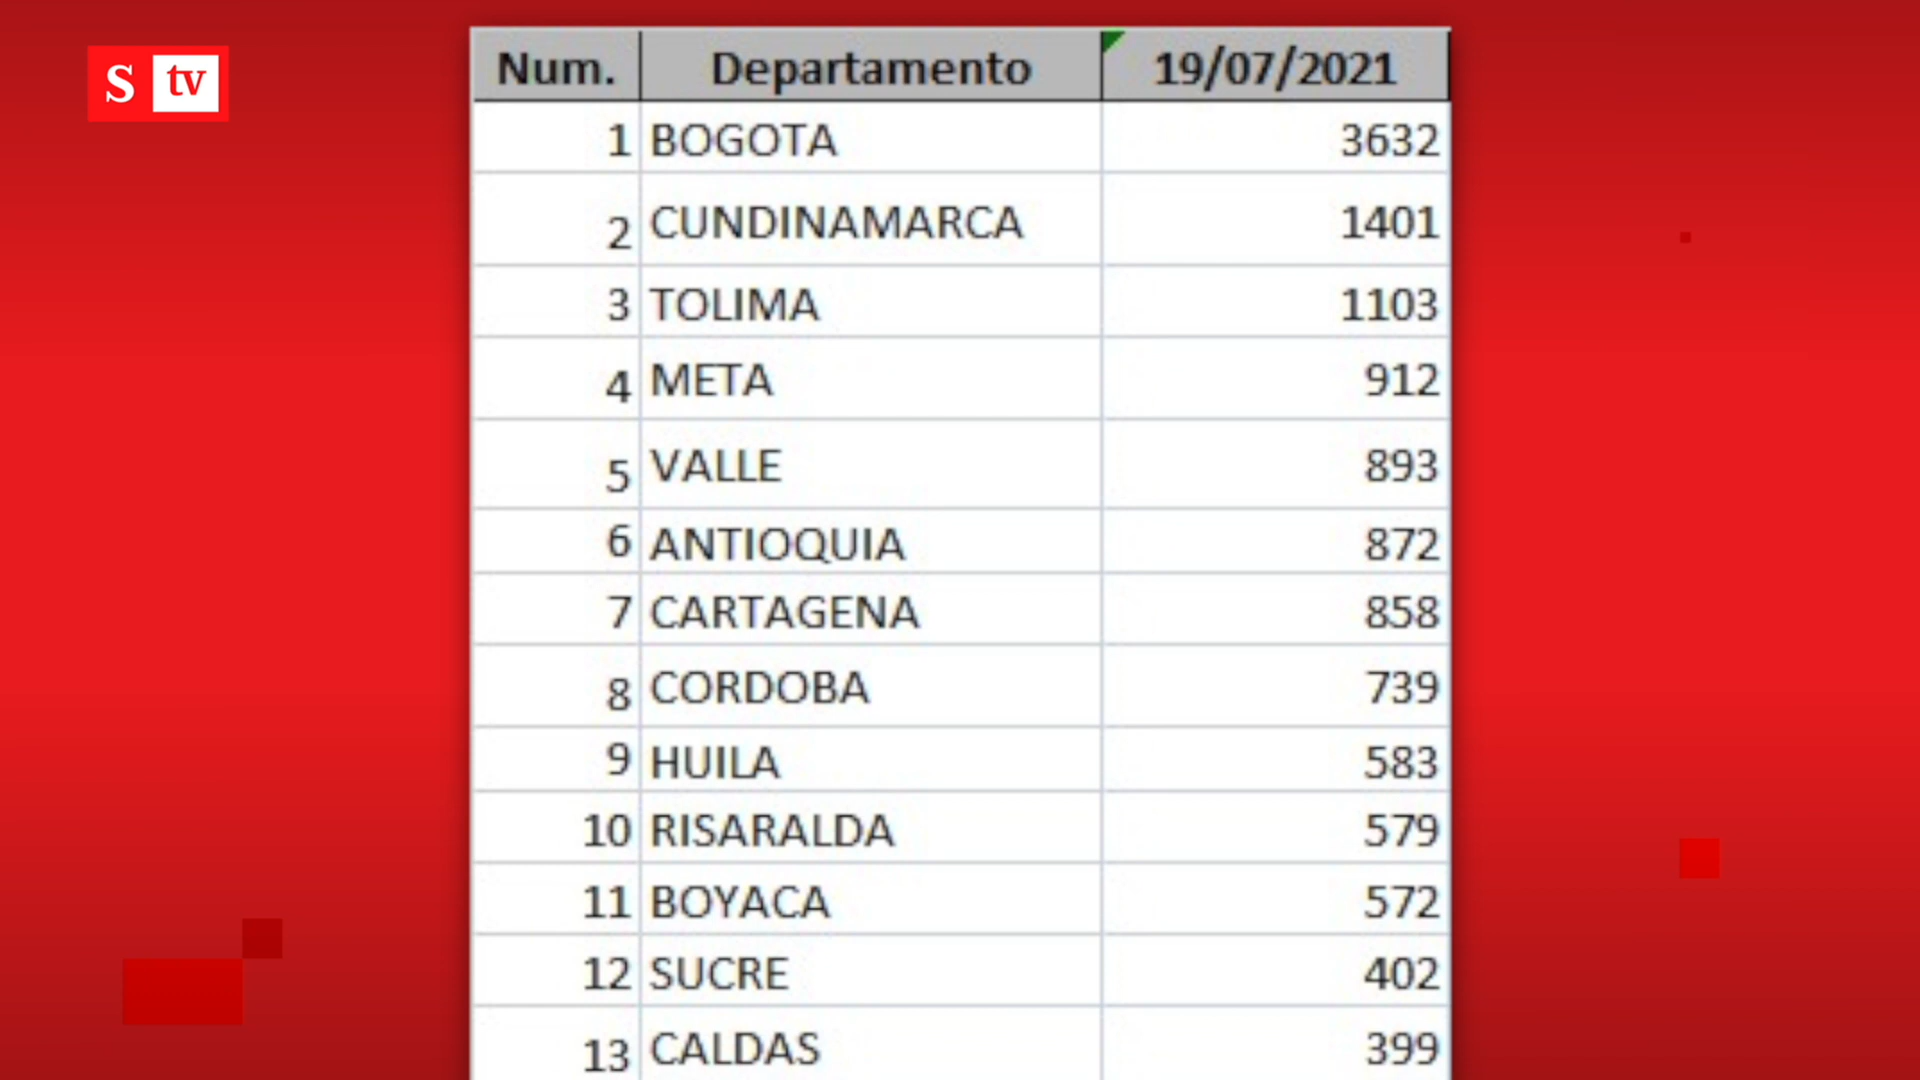 S tv
Num. Departamento 19/07/2021
1 BOGOTA 3632
2 CUNDINAMARCA 1401
3 TOLIMA 1103
4 META 912
5 VALLE 893
6 ANTIOQUIA 872
7 CARTAGENA 858
8 CORDOBA 739
9 HUILA 583
10 RISARALDA 579
11 BOYACA 572
12 SUCRE 402
13 CALDAS 399